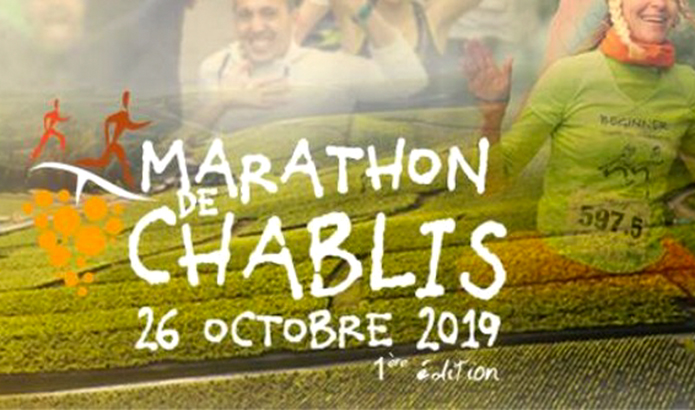 BEGINNER
597.5
MARATHON
DE
CHABLIS
26 OCTOBRE 2019
1ère édition